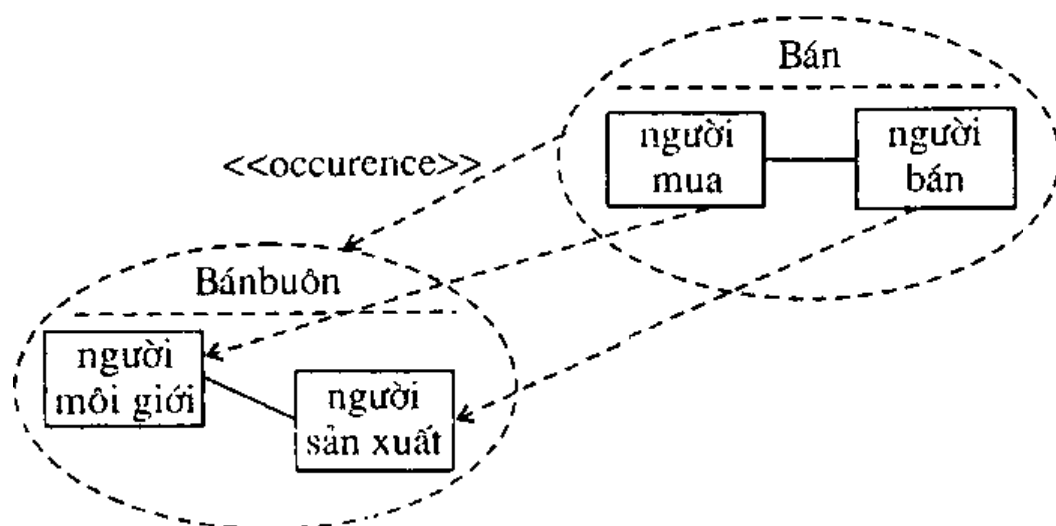 Bán
người
mua
người
bán
<<occurence>>
Bánbuôn
người
môi giới
người
sản xuất